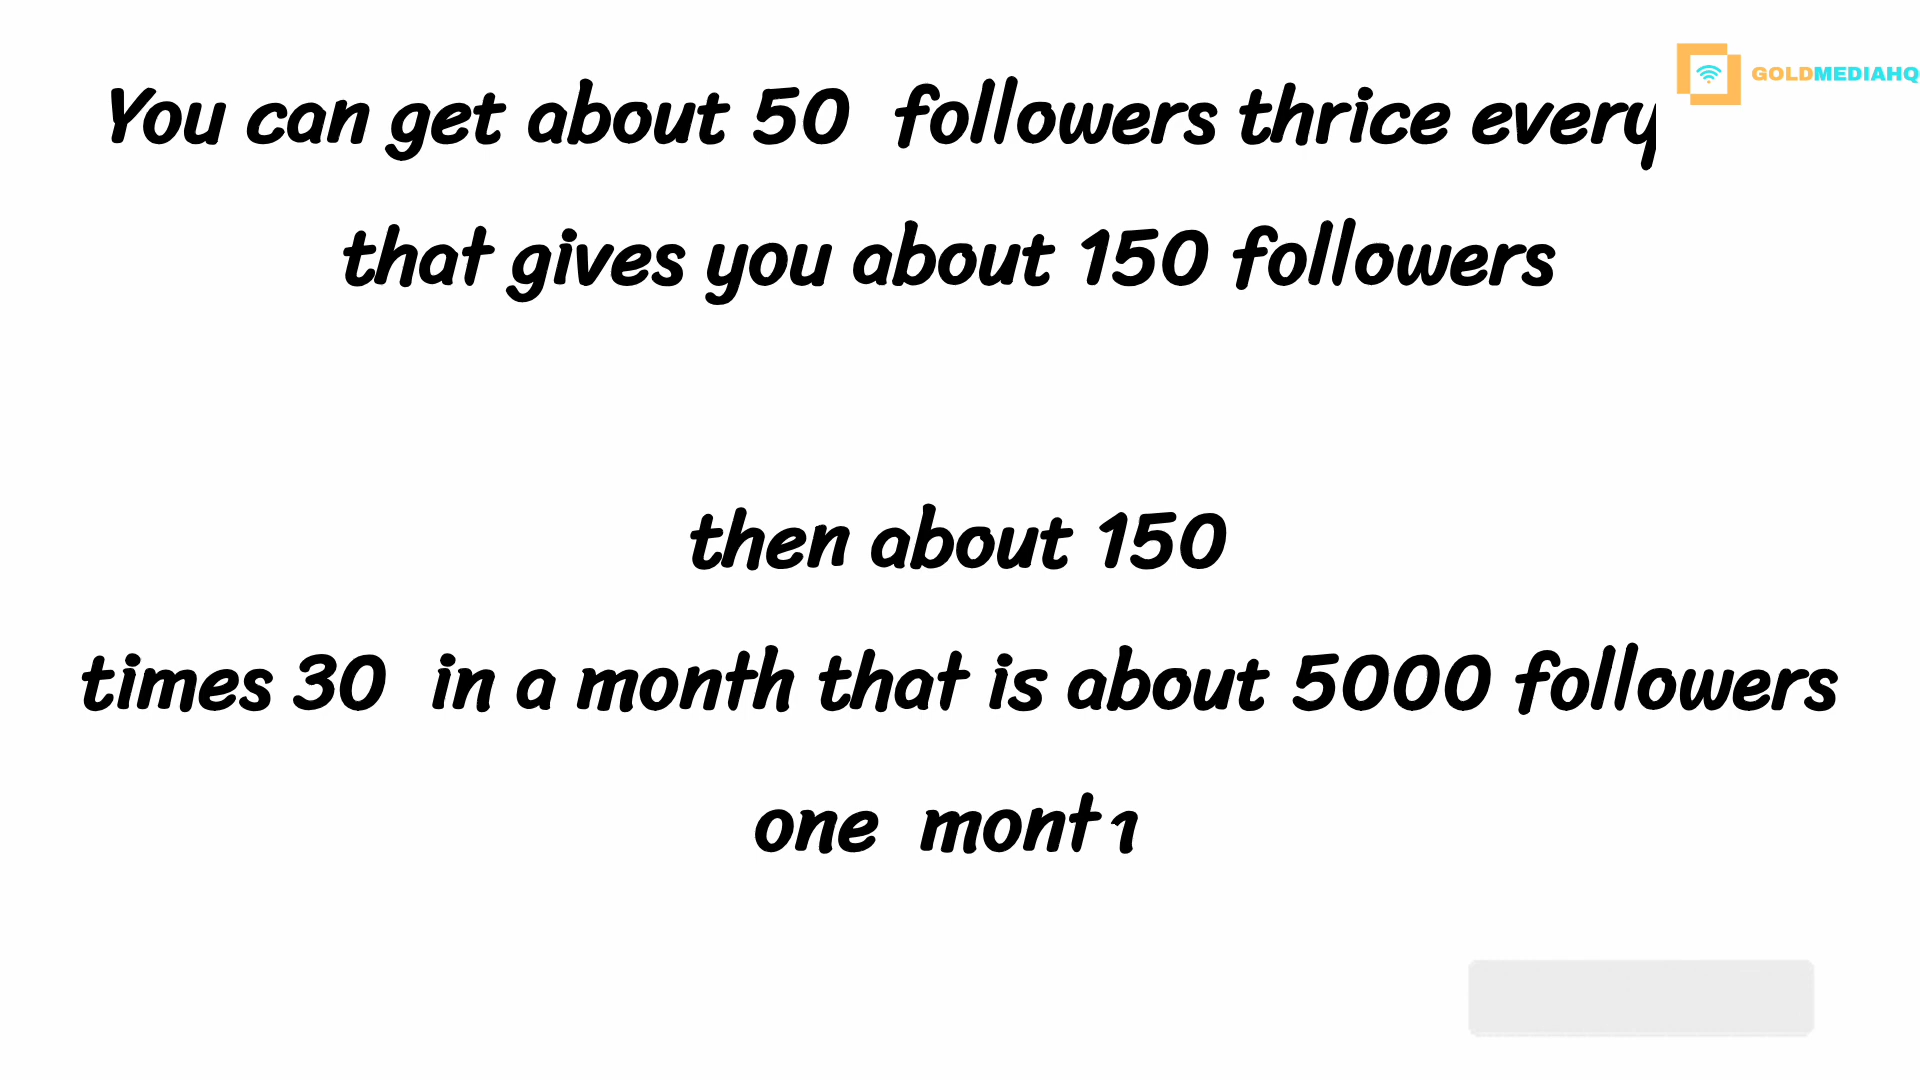 You can get about 50 followers thrice every
GOLDMEDIAHQ
that gives you about 150 followers
then about 150
times 30 in a month that is about 5000 followers
one